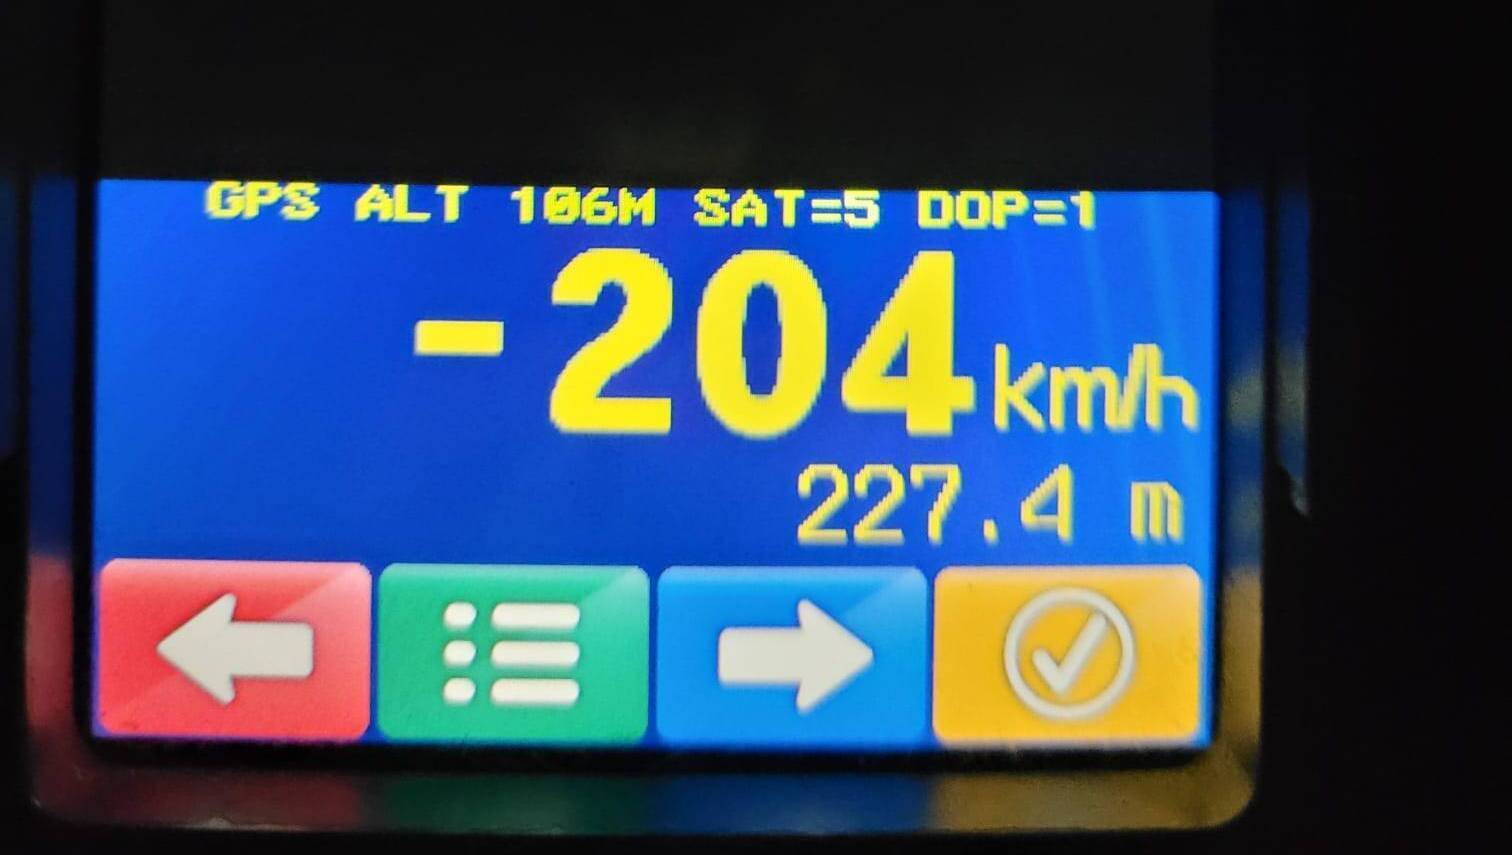 GPS ALT 106M SAT=5 DOP=1
-204 km/h
227.4 m